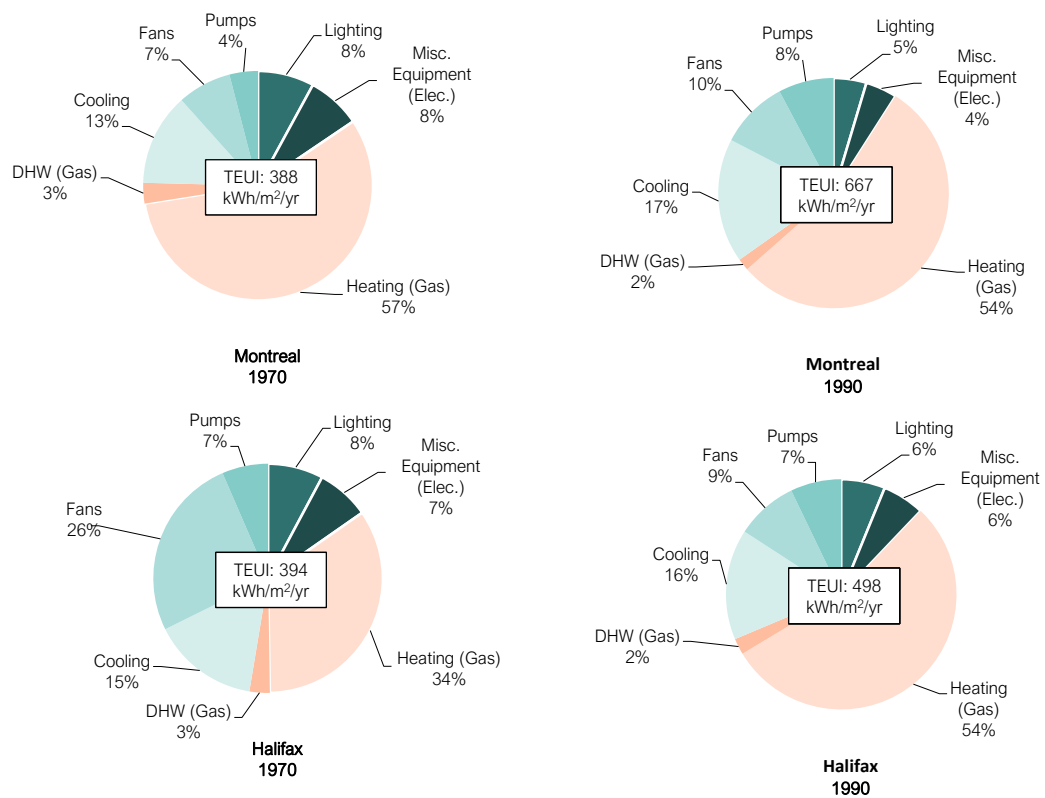 Pumps
4%
Lighting
8%
Fans
7%
Misc.
Equipment
(Elec.)
8%
Cooling
13%
DHW (Gas)
3%
TEUI: 388
kWh/m²/yr
Heating (Gas)
57%
Montreal
1970
Pumps
8%
Lighting
5%
Fans
10%
Misc.
Equipment
(Elec.)
4%
Cooling
17%
TEUI: 667
kWh/m²/yr
DHW (Gas)
2%
Heating
(Gas)
54%
Montreal
1990
Pumps
7%
Lighting
8%
Misc.
Equipment
(Elec.)
7%
Fans
26%
TEUI: 394
kWh/m²/yr
Cooling
15%
Heating (Gas)
34%
DHW (Gas)
3%
Halifax
1970
Pumps
7%
Lighting
6%
Fans
9%
Misc.
Equipment
(Elec.)
6%
Cooling
16%
TEUI: 498
kWh/m²/yr
DHW (Gas)
2%
Heating
(Gas)
54%
Halifax
1990